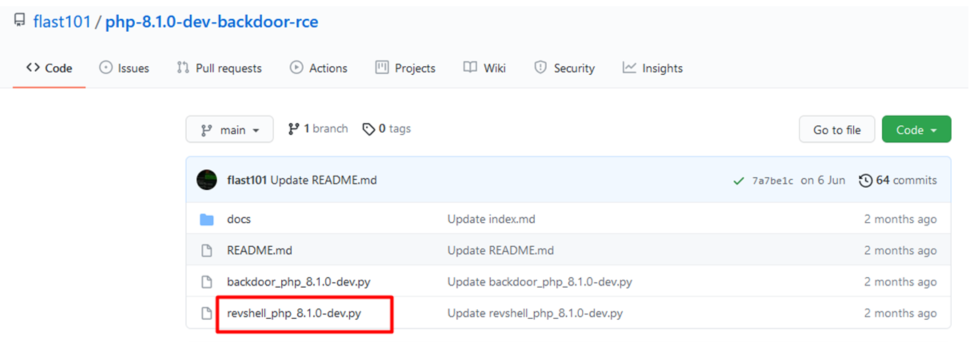 flast101 / php-8.1.0-dev-backdoor-rce
Code Issues Pull requests Actions Projects Wiki Security Insights
main 1 branch 0 tags Go to file Code
flast101 Update README.md 7a7be1c on 6 Jun 64 commits
docs Update index.md 2 months ago
README.md Update README.md 2 months ago
backdoor_php_8.1.0-dev.py Update backdoor_php_8.1.0-dev.py 2 months ago
revshell_php_8.1.0-dev.py Update revshell_php_8.1.0-dev.py 2 months ago